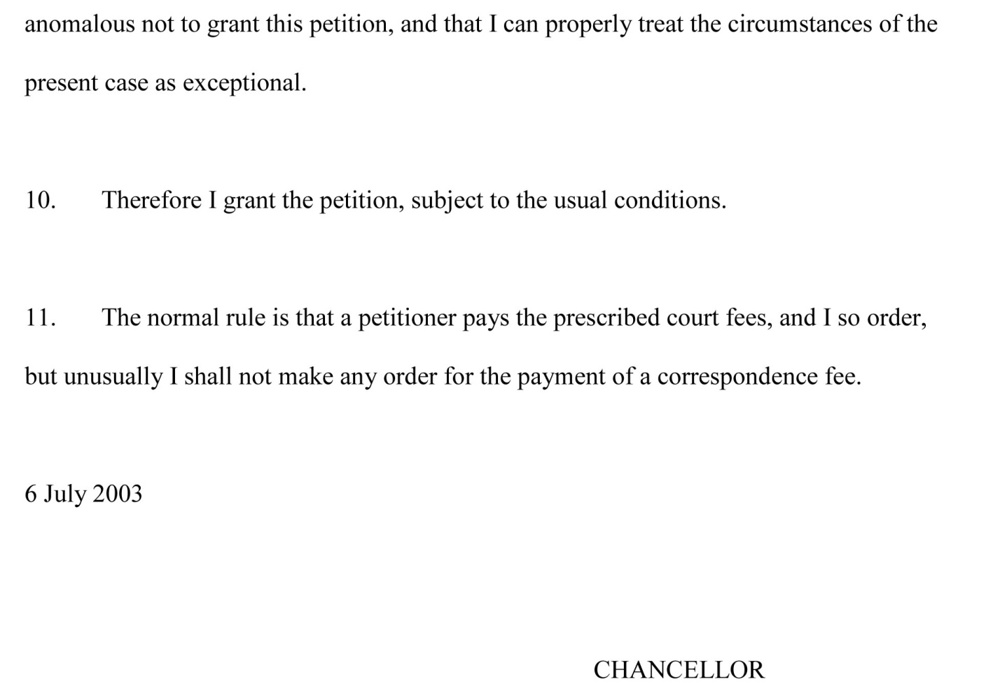 anomalous not to grant this petition, and that I can properly treat the circumstances of the
present case as exceptional.
10. Therefore I grant the petition, subject to the usual conditions.
11. The normal rule is that a petitioner pays the prescribed court fees, and I so order,
but unusually I shall not make any order for the payment of a correspondence fee.
6 July 2003
CHANCELLOR